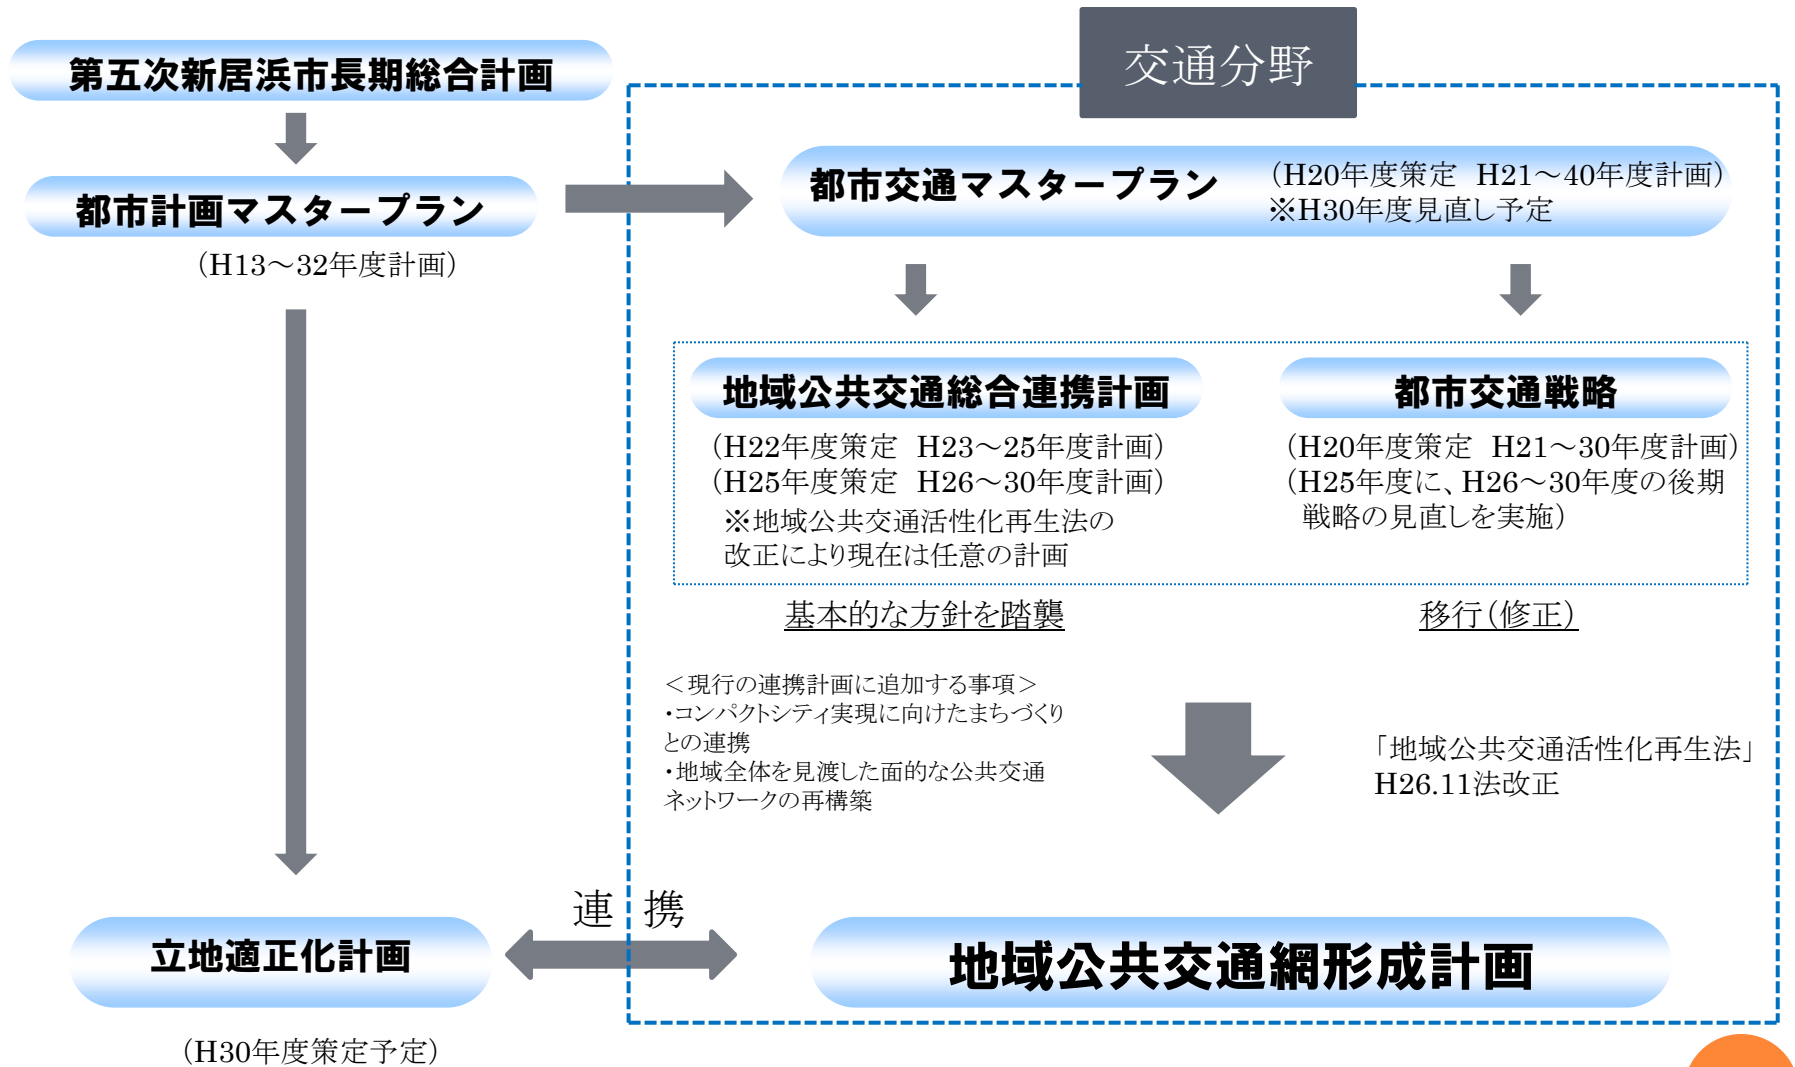 交通分野
第五次新居浜市長期総合計画
都市計画マスタープラン
（H13～32年度計画）
都市交通マスタープラン
（H20年度策定 H21～40年度計画）
※H30年度見直し予定
地域公共交通総合連携計画
（H22年度策定 H23～25年度計画）
（H25年度策定 H26～30年度計画）
※地域公共交通活性化再生法の
改正により現在は任意の計画
都市交通戦略
（H20年度策定 H21～30年度計画）
（H25年度に、H26～30年度の後期
戦略の見直しを実施）
基本的な方針を踏襲
移行（修正）
＜現行の連携計画に追加する事項＞
・コンパクトシティ実現に向けたまちづくり
との連携
・地域全体を見渡した面的な公共交通
ネットワークの再構築
「地域公共交通活性化再生法」
H26.11法改正
連 携
立地適正化計画
（H30年度策定予定）
地域公共交通網形成計画